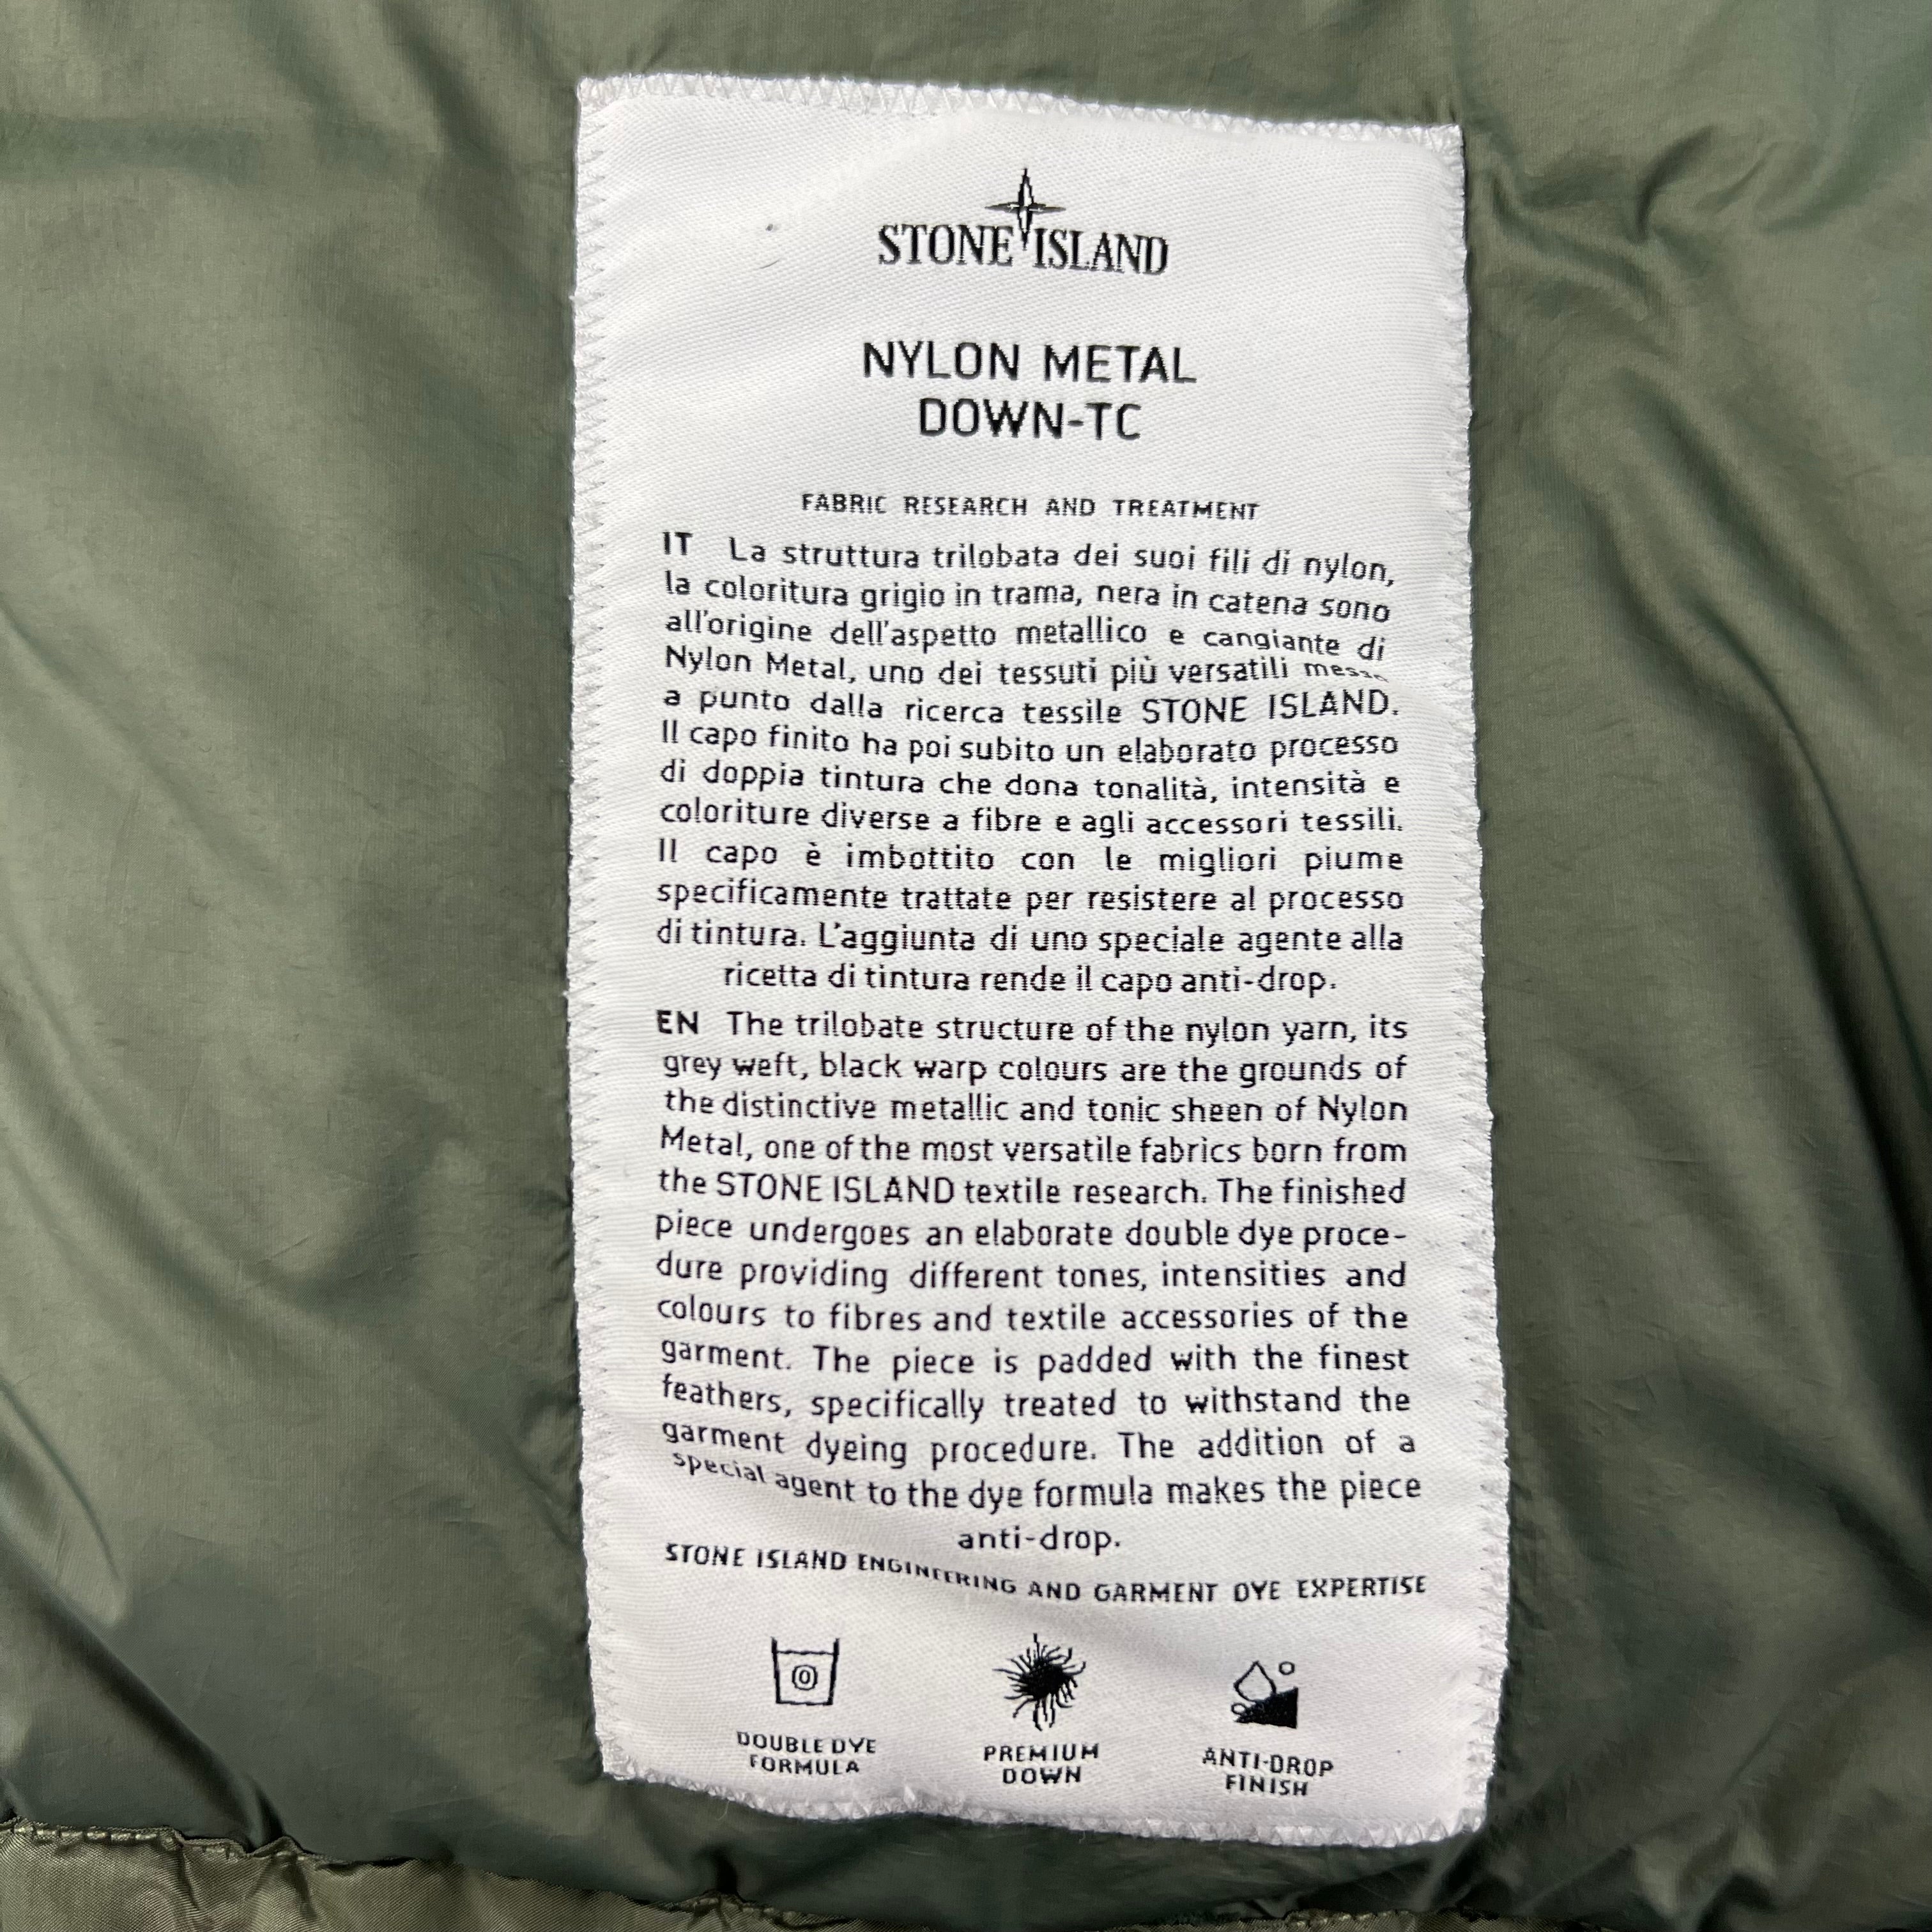 STONE ISLAND
NYLON METAL
DOWN-TC
FABRIC RESEARCH AND TREATMENT
IT La struttura trilobata dei suoi fili di nylon,
la coloritura grigio in trama, nera in catena sono
all'origine dell'aspetto metallico e cangiante di
Nylon Metal, uno dei tessuti più versatili
a punto dalla ricerca tessile STONE ISLAND.
Il capo finito ha poi subito un elaborato processo
di doppia tintura che dona tonalità, intensità e
coloriture diverse a fibre e agli accessori tessili.
Il capo è imbottito con le migliori piume
specificamente trattate per resistere al processo
di tintura. L'aggiunta di uno speciale agente alla
ricetta di tintura rende il capo anti-drop.
EN The trilobate structure of the nylon yarn, its
grey weft, black warp colours are the grounds of
the distinctive metallic and tonic sheen of Nylon
Metal, one of the most versatile fabrics born from
the STONE ISLAND textile research. The finished
piece undergoes an elaborate double dye proce-
dure providing different tones, intensities and
colours to fibres and textile accessories of the
garment. The piece is padded with the finest
feathers, specifically treated to withstand the
garment dyeing procedure. The addition of a
special agent to the dye formula makes the piece
anti-drop.
STONE ISLAND ENGINEERING AND GARMENT DYE EXPERTISE
DOUBLE DYE
FORMULA
PREMIUM
DOWN
ANTI-DROP
FINISH